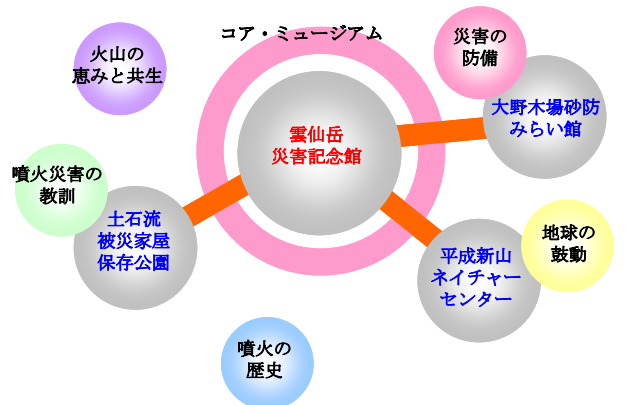 コア・ミュージアム
火山の
恵みと共生
災害の
防備
大野木場砂防
みらい館
雲仙岳
災害記念館
噴火災害の
教訓
土石流
被災家屋
保存公園
地球の
鼓動
平成新山
ネイチャー
センター
噴火の
歴史